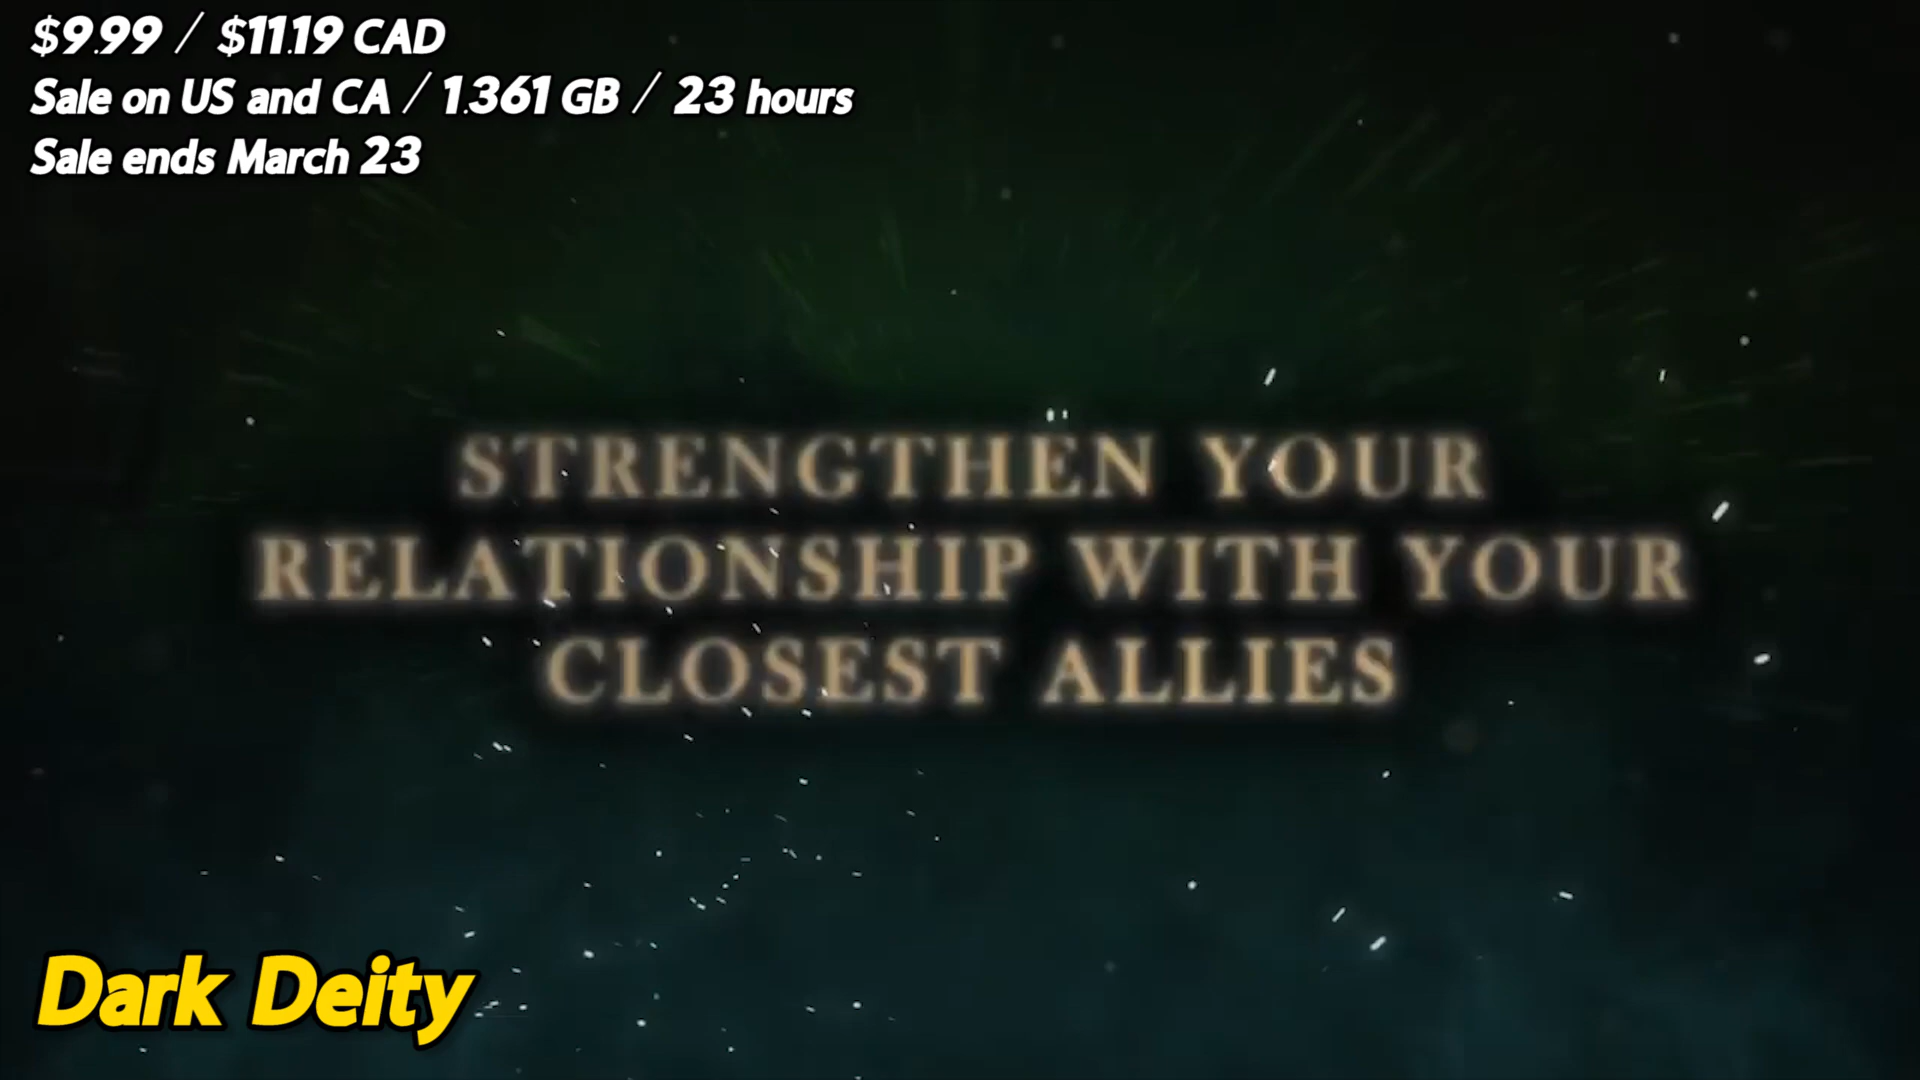 $9.99 / $11.19 CAD
Sale on US and CA / 1.361 GB / 23 hours
Sale ends March 23
STRENGTHEN YOUR
RELATIONSHIP WITH YOUR
CLOSEST ALLIES
Dark Deity